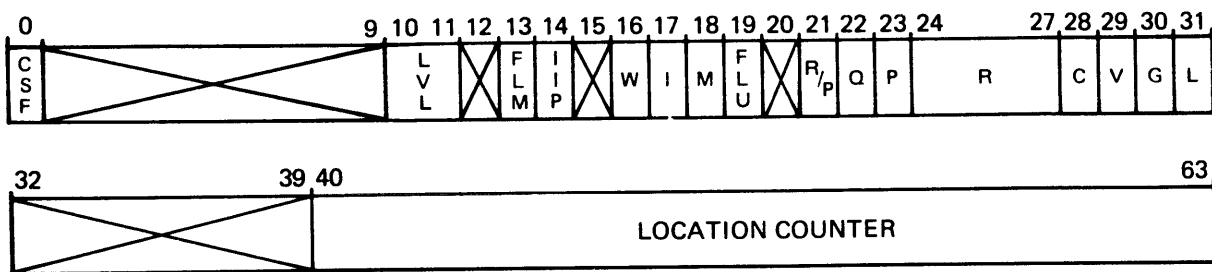 0 9 10 11 12 13 14 15 16 17 18 19 20 21 22 23 24 27 28 29 30 31
CSF LVL FLM IIP W I M FLU R/P Q P R C V G L
32 39 40 63
LOCATION COUNTER